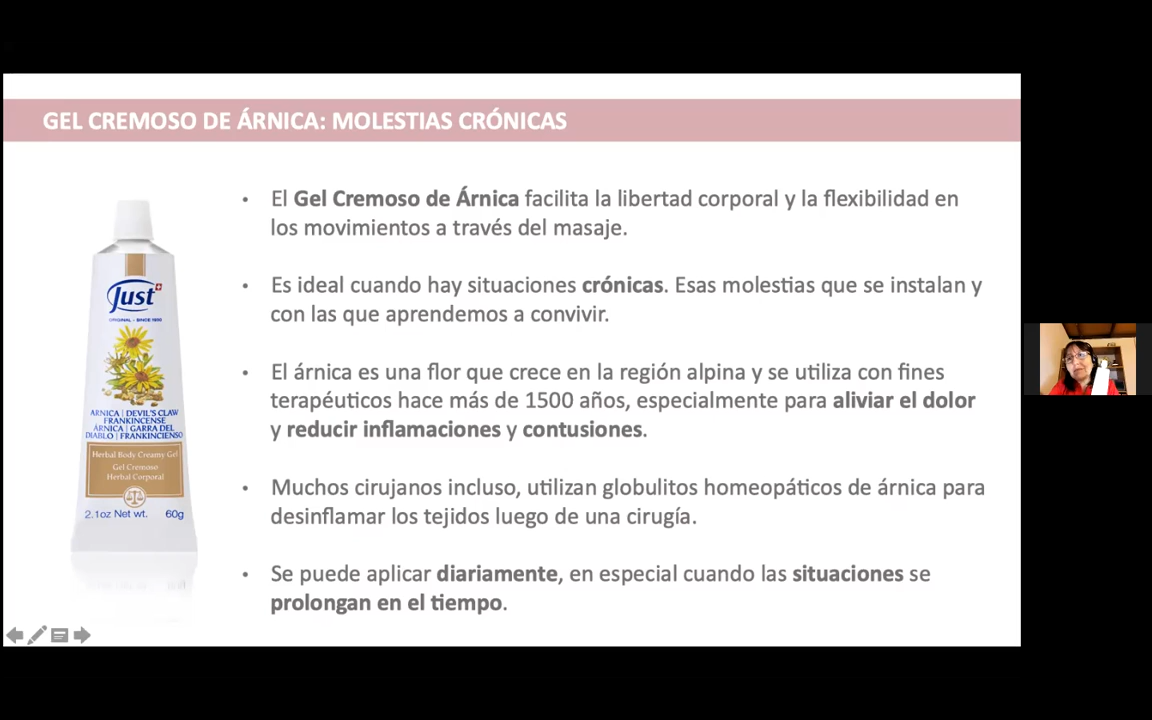 GEL CREMOSO DE ÁRNICA: MOLESTIAS CRÓNICAS
• El Gel Cremoso de Árnica facilita la libertad corporal y la flexibilidad en
los movimientos a través del masaje.
• Es ideal cuando hay situaciones crónicas. Esas molestias que se instalan y
con las que aprendemos a convivir.
• El árnica es una flor que crece en la región alpina y se utiliza con fines
terapéuticos hace más de 1500 años, especialmente para aliviar el dolor
y reducir inflamaciones y contusiones.
• Muchos cirujanos incluso, utilizan globulitos homeopáticos de árnica para
desinflamar los tejidos luego de una cirugía.
• Se puede aplicar diariamente, en especial cuando las situaciones se
prolongan en el tiempo.
Just
ORIGINAL - SINCE 1930
ARNICA | DEVIL'S CLAW
FRANKINCENSE
ÁRNICA | GARRA DEL
DIABLO | FRANKINCIENSO
Herbal Body Creamy Gel
Gel Cremoso
Herbal Corporal
2.1oz Net wt. 60g